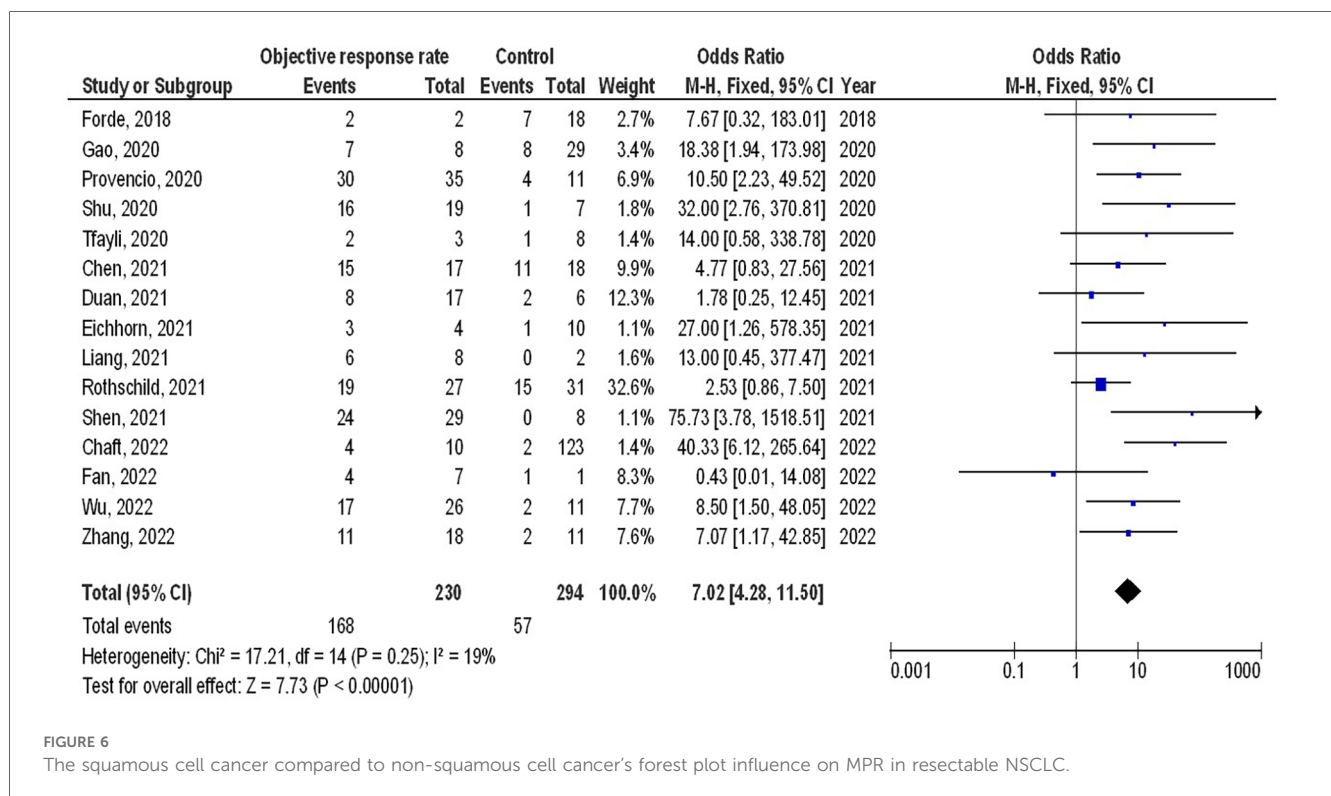 Objective response rate Control Odds Ratio Odds Ratio
Study or Subgroup Events Total Events Total Weight M-H, Fixed, 95% CI Year M-H, Fixed, 95% CI
Forde, 2018 2 2 7 18 2.7% 7.67 [0.32, 183.01] 2018
Gao, 2020 7 8 8 29 3.4% 18.38 [1.94, 173.98] 2020
Provencio, 2020 30 35 4 11 6.9% 10.50 [2.23, 49.52] 2020
Shu, 2020 16 19 1 7 1.8% 32.00 [2.76, 370.81] 2020
Tfayli, 2020 2 3 1 8 1.4% 14.00 [0.58, 338.78] 2020
Chen, 2021 15 17 11 18 9.9% 4.77 [0.83, 27.56] 2021
Duan, 2021 8 17 2 6 12.3% 1.78 [0.25, 12.45] 2021
Eichhorn, 2021 3 4 1 10 1.1% 27.00 [1.26, 578.35] 2021
Liang, 2021 6 8 0 2 1.6% 13.00 [0.45, 377.47] 2021
Rothschild, 2021 19 27 15 31 32.6% 2.53 [0.86, 7.50] 2021
Shen, 2021 24 29 0 8 1.1% 75.73 [3.78, 1518.51] 2021
Chaft, 2022 4 10 2 123 1.4% 40.33 [6.12, 265.64] 2022
Fan, 2022 4 7 1 1 8.3% 0.43 [0.01, 14.08] 2022
Wu, 2022 17 26 2 11 7.7% 8.50 [1.50, 48.05] 2022
Zhang, 2022 11 18 2 11 7.6% 7.07 [1.17, 42.85] 2022
Total (95% CI) 230 294 100.0% 7.02 [4.28, 11.50]
Total events 168 57
Heterogeneity: Chi² = 17.21, df = 14 (P = 0.25); I² = 19%
Test for overall effect: Z = 7.73 (P < 0.00001)
0.001 0.1 1 10 1000
FIGURE 6
The squamous cell cancer compared to non-squamous cell cancer's forest plot influence on MPR in resectable NSCLC.